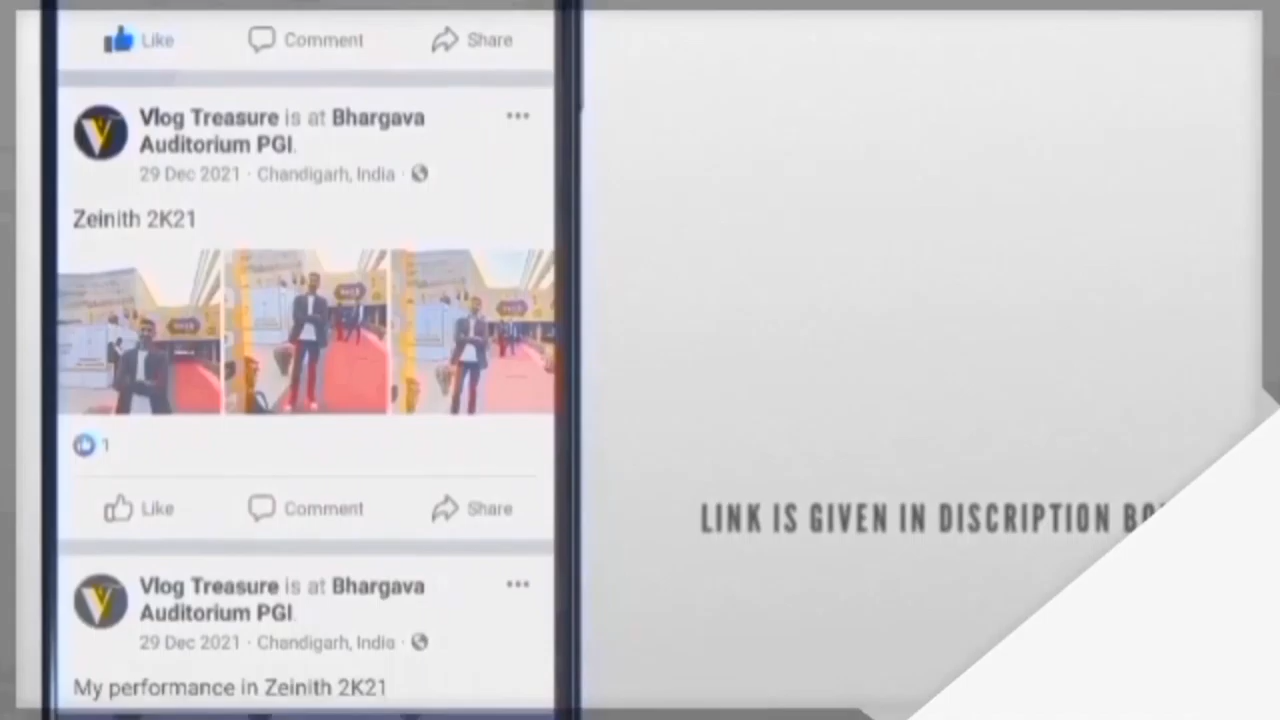 Like Comment Share
Vlog Treasure is at Bhargava
Auditorium PGI.
29 Dec 2021 · Chandigarh, India ·
Zeinith 2K21
1
Like Comment Share
Vlog Treasure is at Bhargava
Auditorium PGI.
29 Dec 2021 · Chandigarh, India ·
My performance in Zeinith 2K21
LINK IS GIVEN IN DISCRIPTION